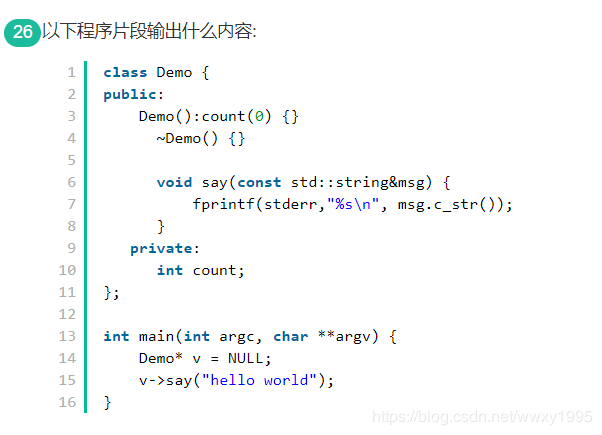 26 以下程序片段输出什么内容:
1 class Demo {
2 public:
3     Demo():count(0) {}
4       ~Demo() {}
5
6       void say(const std::string&msg) {
7           fprintf(stderr,"%s\n", msg.c_str());
8       }
9    private:
10       int count;
11 };
12
13 int main(int argc, char **argv) {
14     Demo* v = NULL;
15     v->say("hello world");
16 }
https://blog.csdn.net/wwxy1995